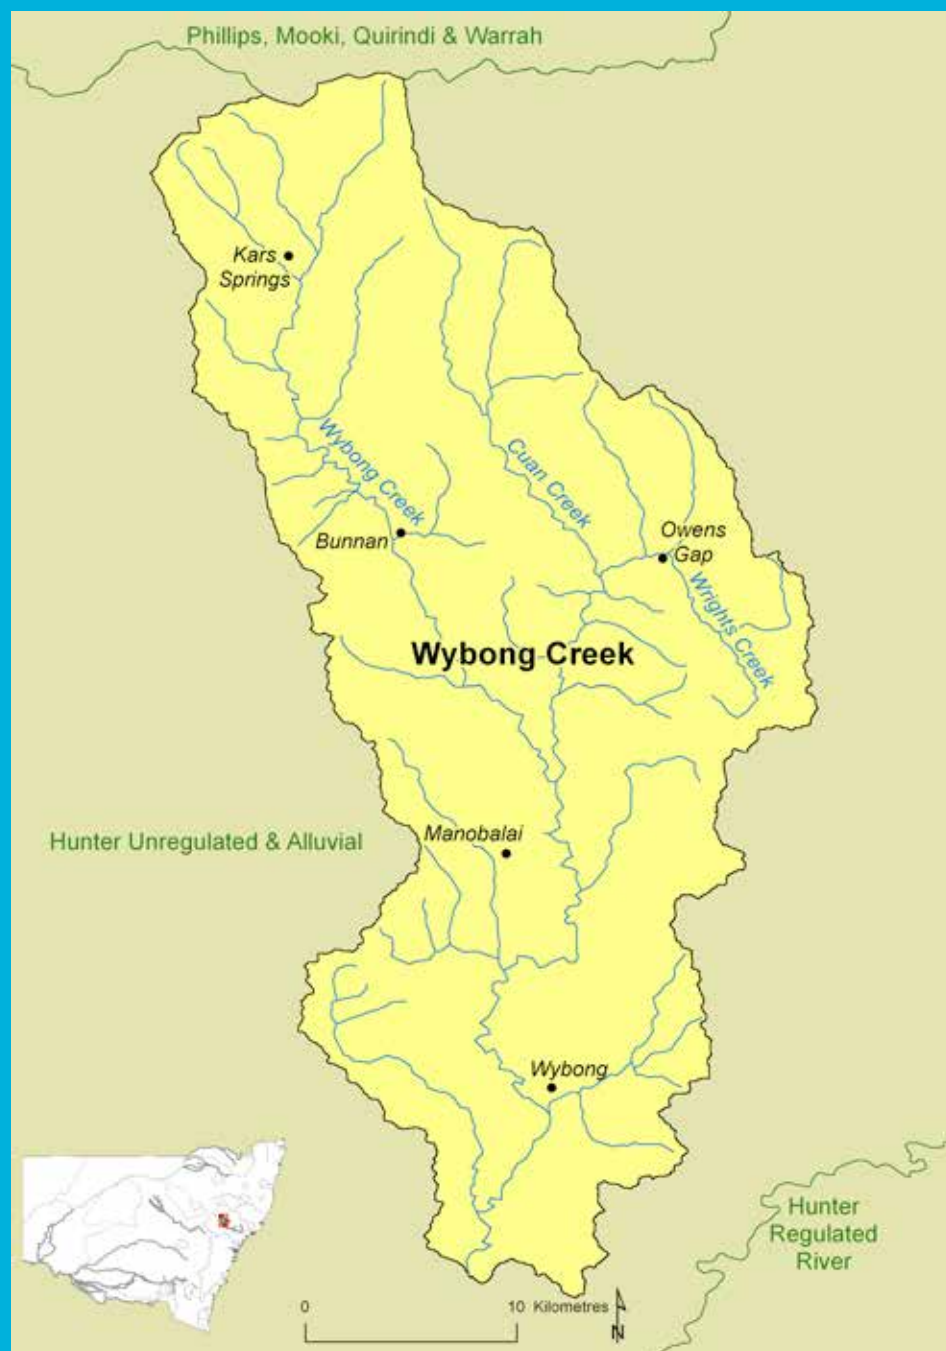 Phillips, Mooki, Quirindi & Warrah
Kars
Springs
Wybong Creek
Cuan Creek
Bunnan
Owens
Gap
Wrights Creek
Wybong Creek
Manobalai
Hunter Unregulated & Alluvial
Wybong
Hunter
Regulated
River
0
10 Kilometres
N